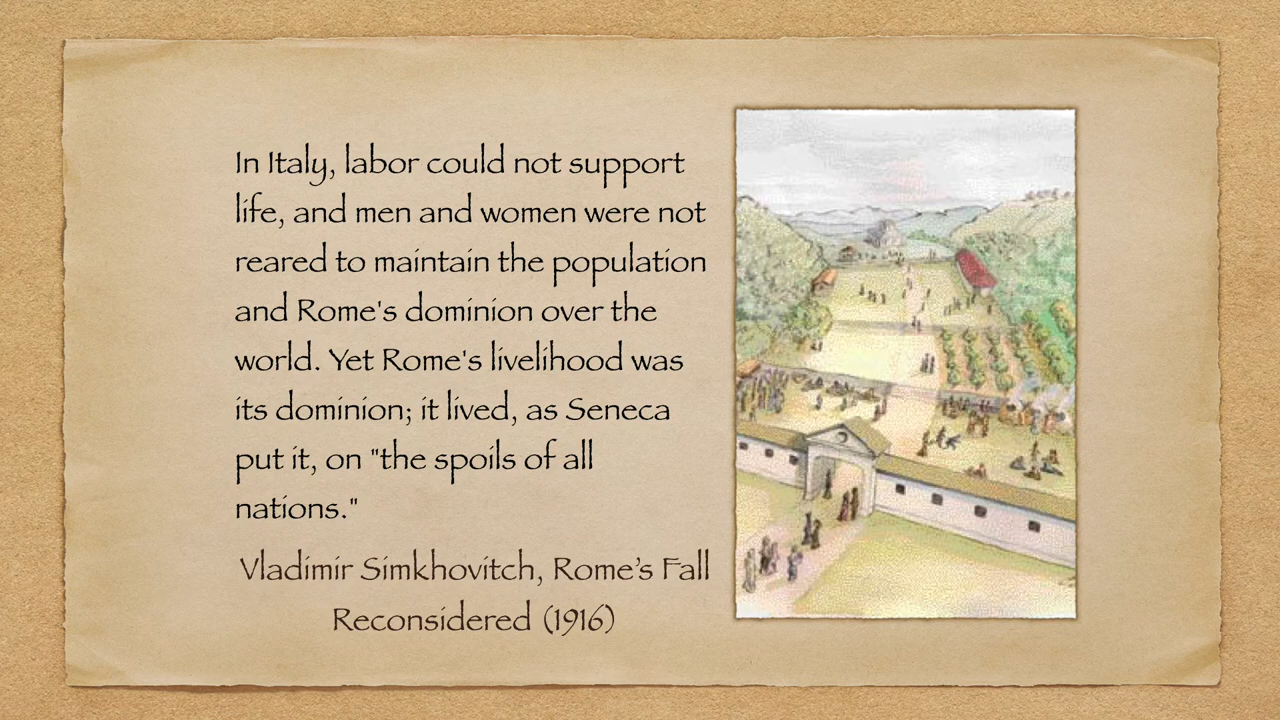 In Italy, labor could not support
life, and men and women were not
reared to maintain the population
and Rome's dominion over the
world. Yet Rome's livelihood was
its dominion; it lived, as Seneca
put it, on "the spoils of all
nations."
Vladimir Simkhovitch, Rome’s Fall
Reconsidered (1916)